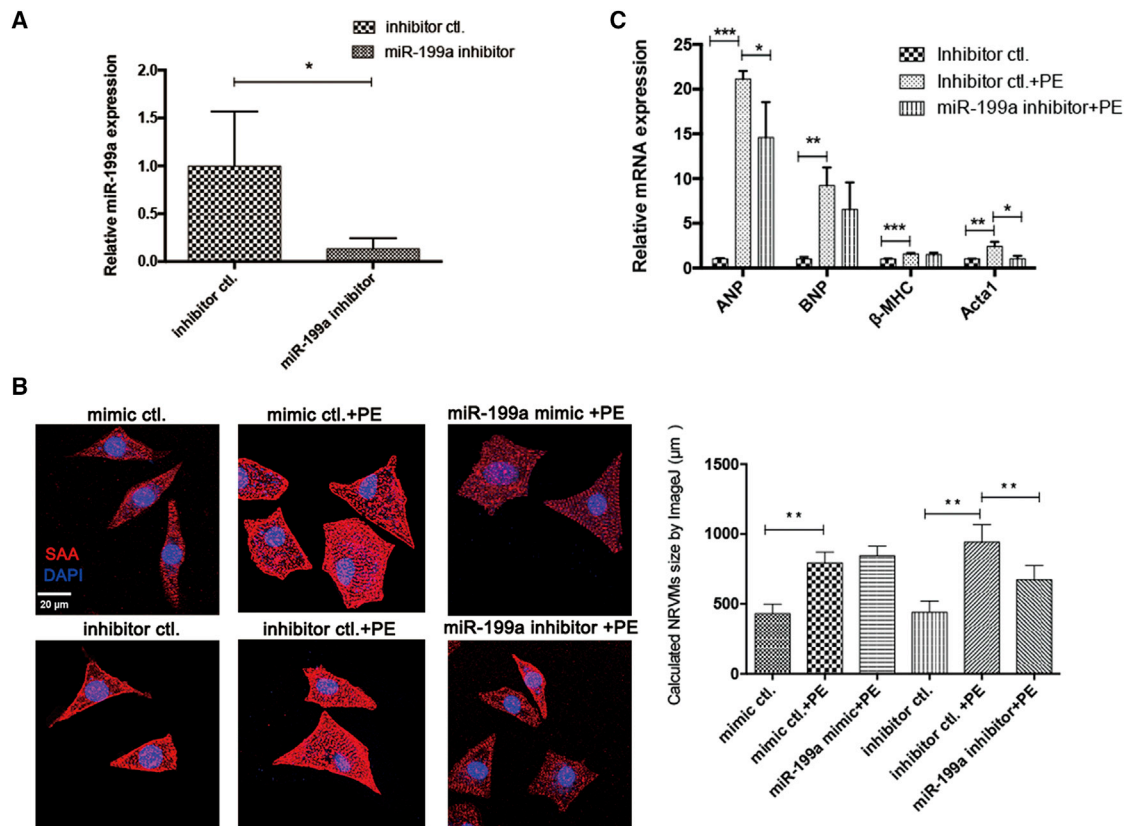 A
inhibitor ctl.
miR-199a inhibitor
Relative miR-199a expression
2.0
1.5
1.0
0.5
0.0
*
inhibitor ctl.
miR-199a inhibitor
C
Inhibitor ctl.
Inhibitor ctl.+PE
miR-199a inhibitor+PE
Relative mRNA expression
25
20
15
10
5
0
***
*
**
***
**
*
ANP
BNP
β-MHC
Acta1
B
mimic ctl.
mimic ctl.+PE
miR-199a mimic +PE
SAA
DAPI
20 μm
inhibitor ctl.
inhibitor ctl.+PE
miR-199a inhibitor +PE
Calculated NRVMs size by ImageJ (μm )
1500
1000
500
0
**
**
**
mimic ctl.
mimic ctl.+PE
miR-199a mimic+PE
inhibitor ctl.
inhibitor ctl. +PE
miR-199a inhibitor+PE